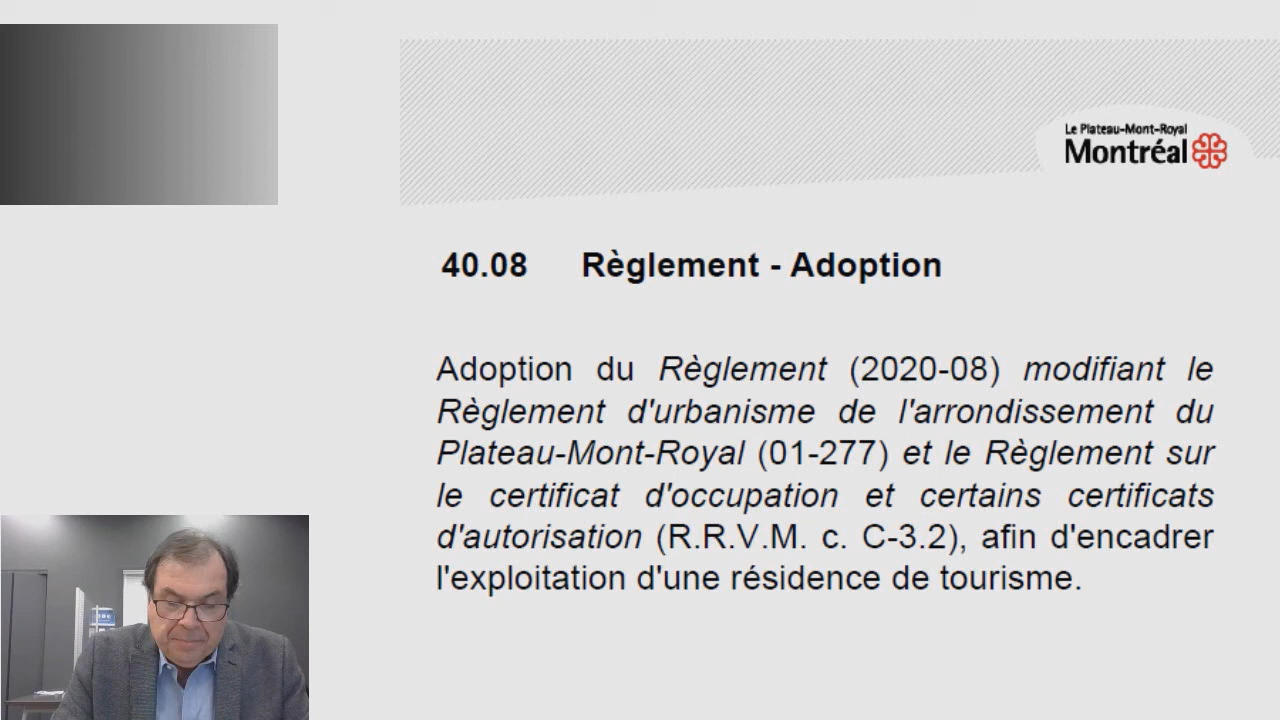 Le Plateau-Mont-Royal
Montréal
40.08 Règlement - Adoption
Adoption du Règlement (2020-08) modifiant le
Règlement d'urbanisme de l'arrondissement du
Plateau-Mont-Royal (01-277) et le Règlement sur
le certificat d'occupation et certains certificats
d'autorisation (R.R.V.M. c. C-3.2), afin d'encadrer
l'exploitation d'une résidence de tourisme.